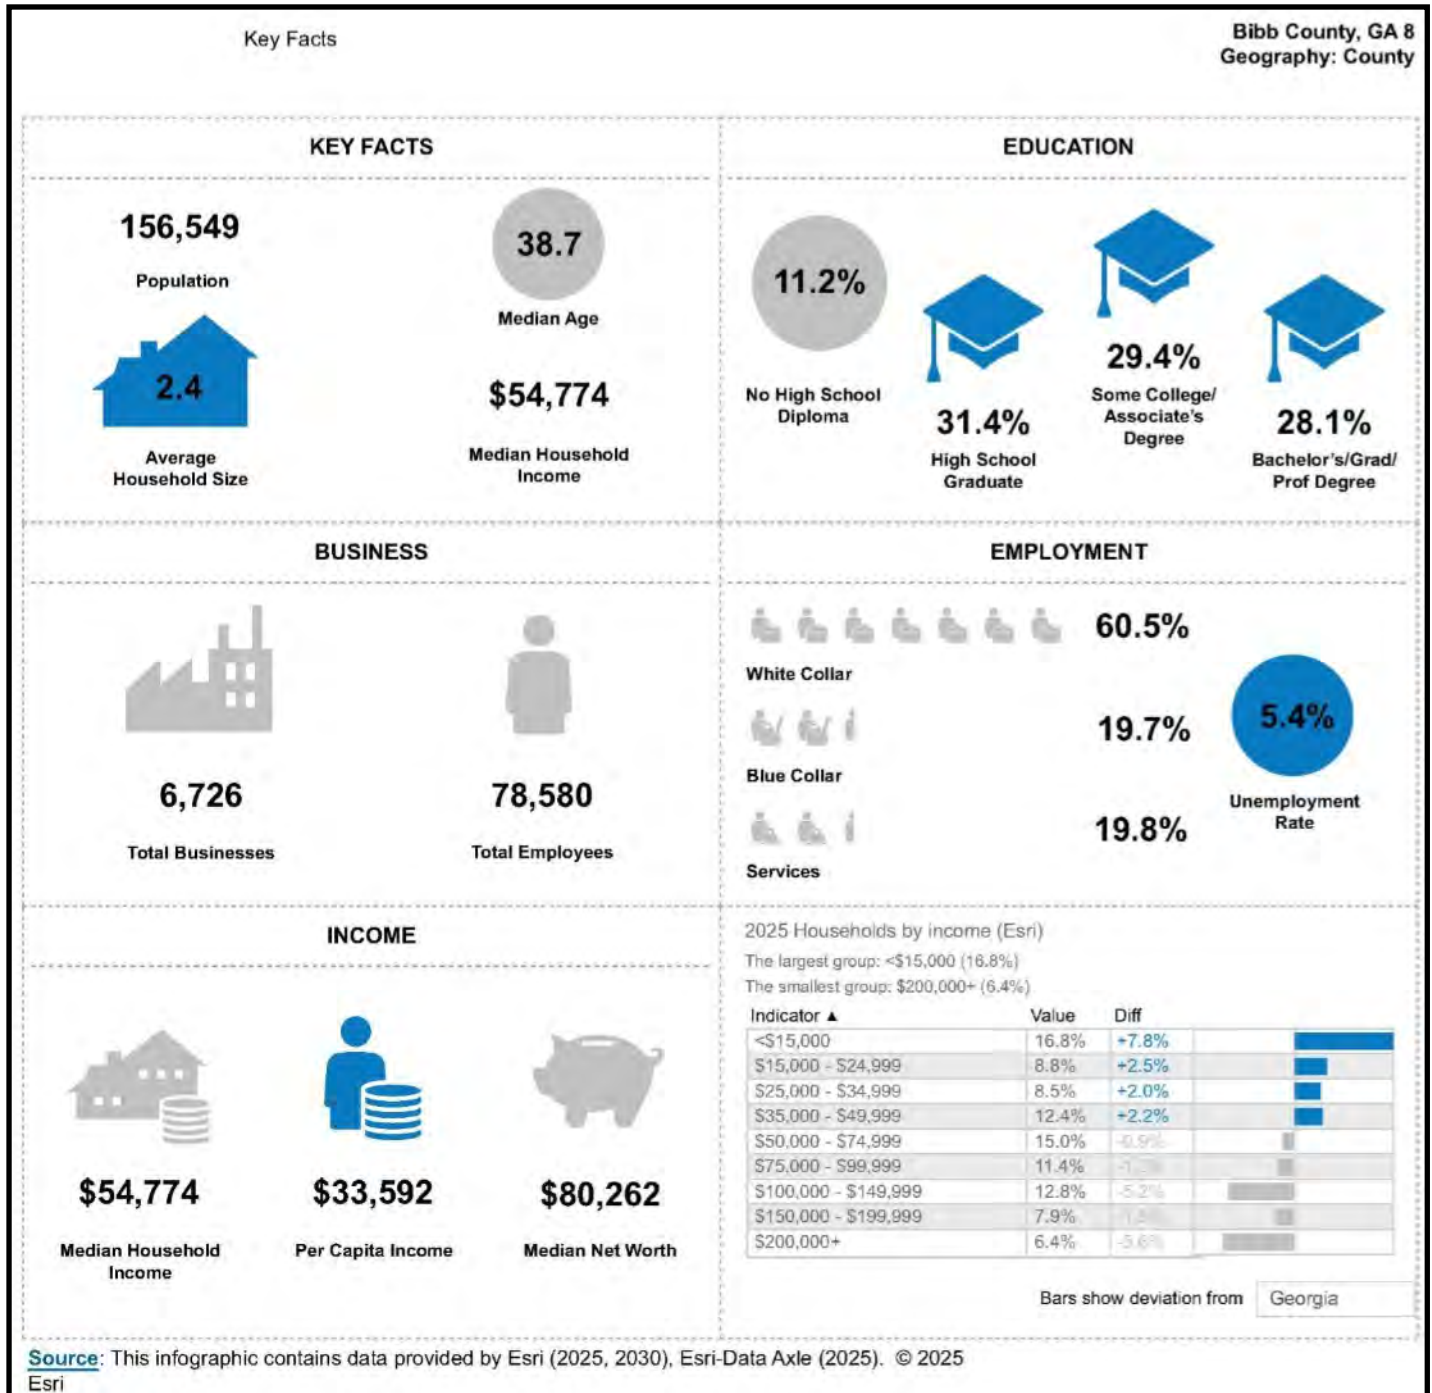 Key Facts
Bibb County, GA 8
Geography: County
KEY FACTS
156,549
Population
38.7
Median Age
2.4
Average
Household Size
$54,774
Median Household
Income
EDUCATION
11.2%
No High School
Diploma
31.4%
High School
Graduate
29.4%
Some College/
Associate's
Degree
28.1%
Bachelor's/Grad/
Prof Degree
BUSINESS
6,726
Total Businesses
78,580
Total Employees
EMPLOYMENT
60.5%
White Collar
19.7%
Blue Collar
19.8%
Services
5.4%
Unemployment
Rate
INCOME
$54,774
Median Household
Income
$33,592
Per Capita Income
$80,262
Median Net Worth
2025 Households by income (Esri)
The largest group: <$15,000 (16.8%)
The smallest group: $200,000+ (6.4%)
Indicator ▲ Value Diff
<$15,000 16.8% +7.8%
$15,000 - $24,999 8.8% +2.5%
$25,000 - $34,999 8.5% +2.0%
$35,000 - $49,999 12.4% +2.2%
$50,000 - $74,999 15.0% -0.9%
$75,000 - $99,999 11.4%
$100,000 - $149,999 12.8% -5.2%
$150,000 - $199,999 7.9%
$200,000+ 6.4% -5.6%
Bars show deviation from Georgia
Source: This infographic contains data provided by Esri (2025, 2030), Esri-Data Axle (2025). © 2025
Esri